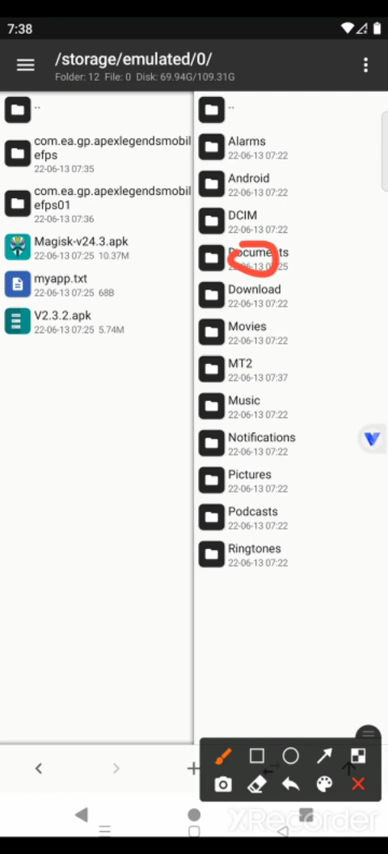 7:38
/storage/emulated/0/
Folder: 12 File: 0 Disk: 69.94G/109.31G
..
com.ea.gp.apexlegendsmobil
efps
22-06-13 07:35
com.ea.gp.apexlegendsmobil
efps01
22-06-13 07:36
Magisk-v24.3.apk
22-06-13 07:25 10.37M
myapp.txt
22-06-13 07:25 68B
V2.3.2.apk
22-06-13 07:25 5.74M
..
Alarms
22-06-13 07:22
Android
22-06-13 07:22
DCIM
22-06-13 07:22
Documents
22-06-13 07:25
Download
22-06-13 07:22
Movies
22-06-13 07:22
MT2
22-06-13 07:37
Music
22-06-13 07:22
Notifications
22-06-13 07:22
Pictures
22-06-13 07:22
Podcasts
22-06-13 07:22
Ringtones
22-06-13 07:22
XRecorder